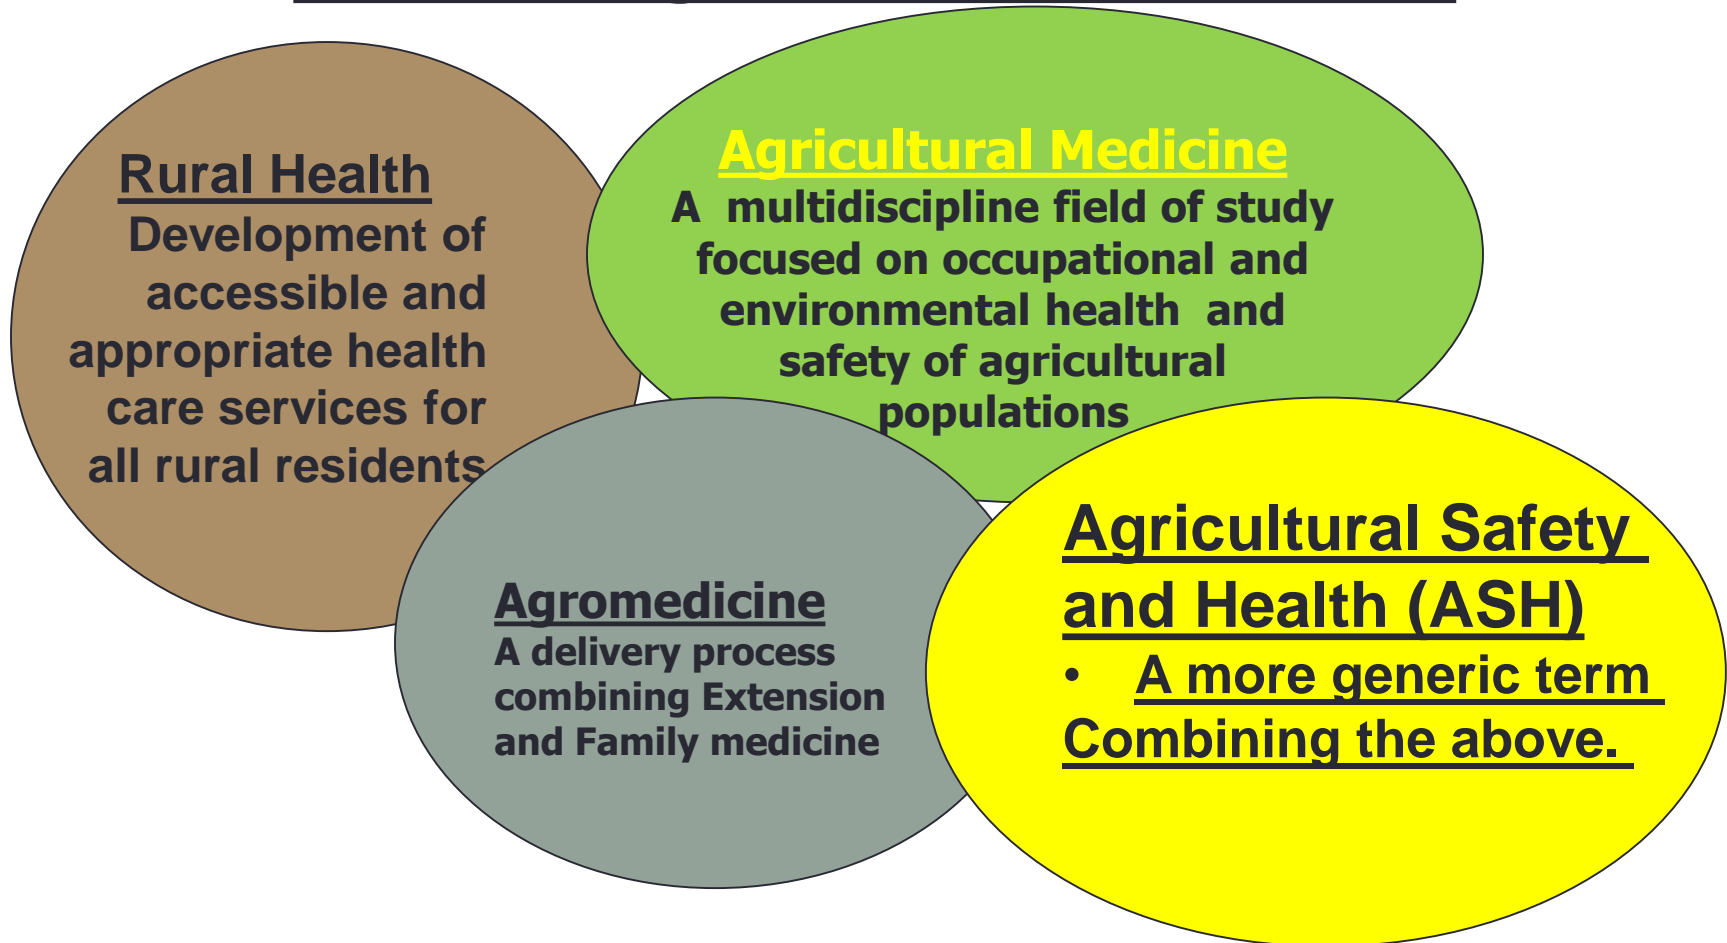 Rural Health
Development of
accessible and
appropriate health
care services for
all rural residents
Agricultural Medicine
A multidiscipline field of study
focused on occupational and
environmental health and
safety of agricultural
populations
Agromedicine
A delivery process
combining Extension
and Family medicine
Agricultural Safety
and Health (ASH)
• A more generic term
Combining the above.